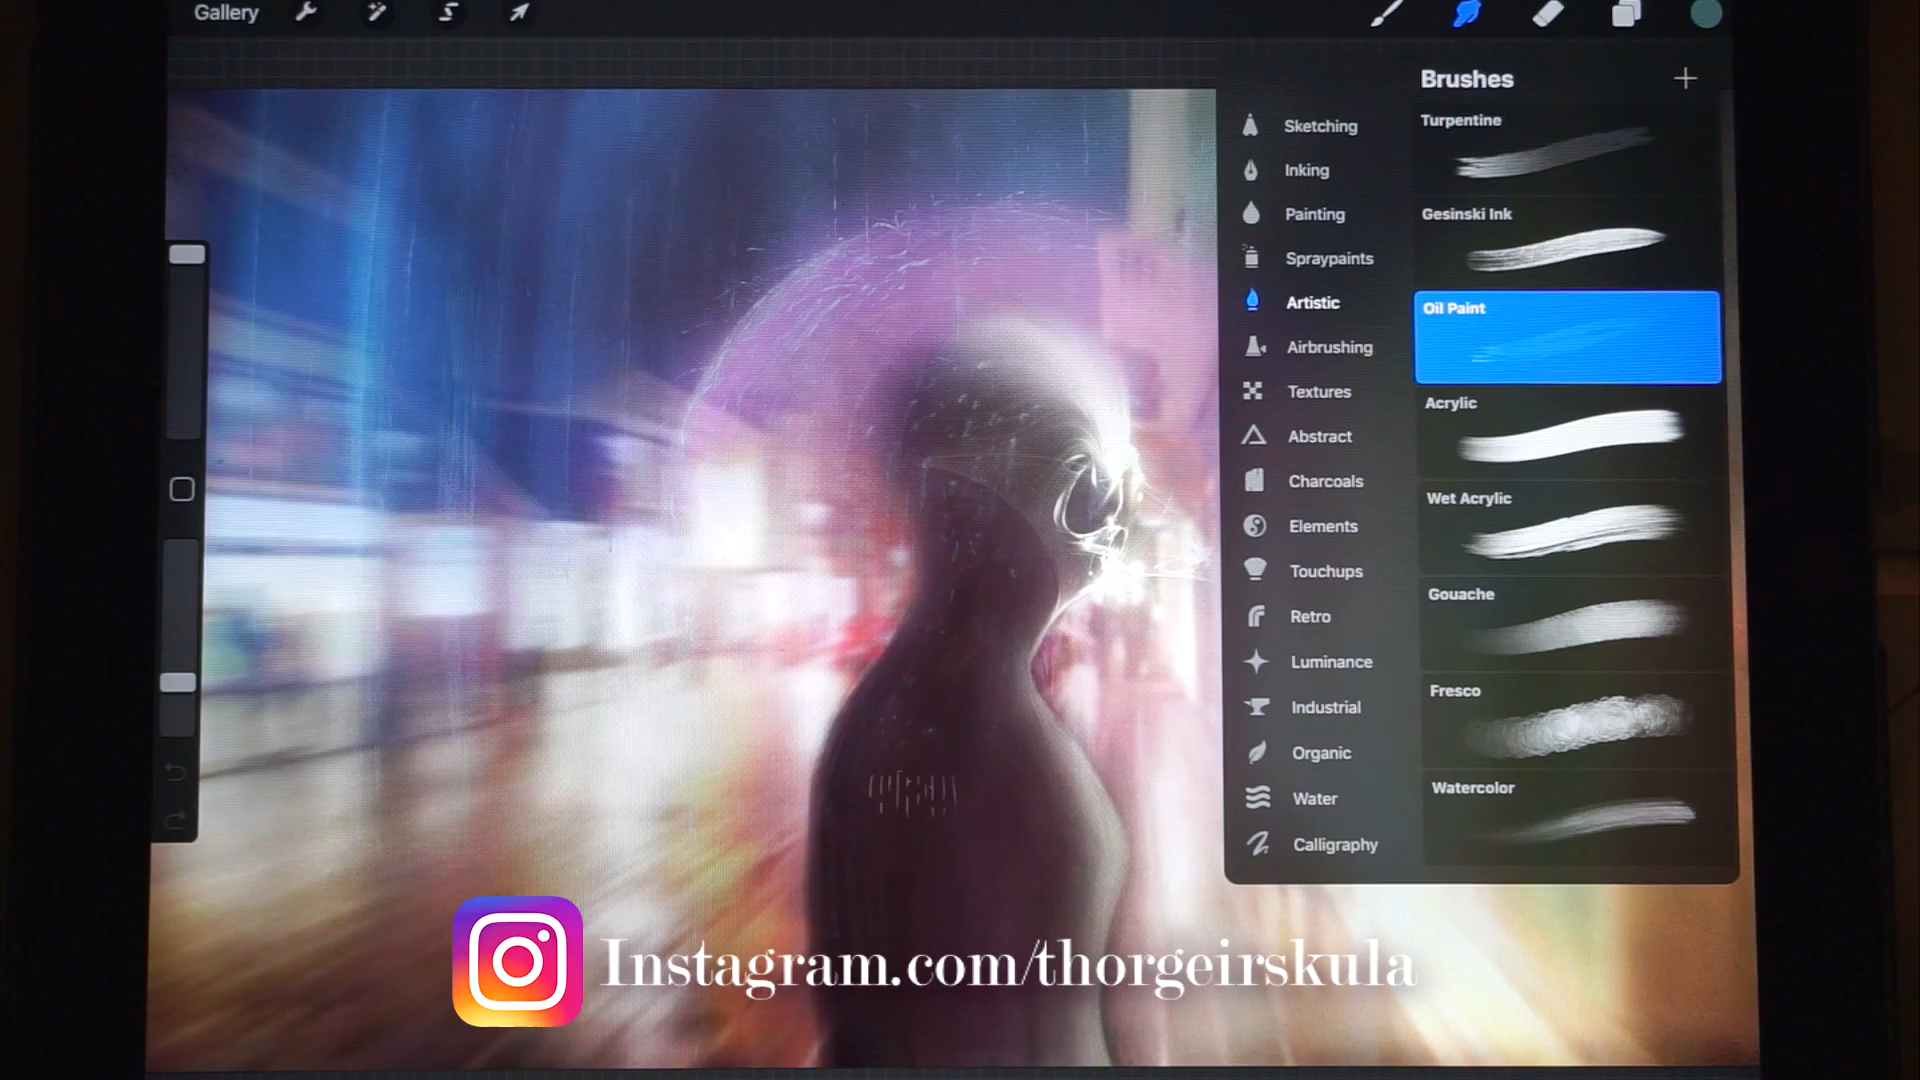 Gallery
Brushes
Sketching
Inking
Painting
Spraypaints
Artistic
Airbrushing
Textures
Abstract
Charcoals
Elements
Touchups
Retro
Luminance
Industrial
Organic
Water
Calligraphy
Turpentine
Gesinski Ink
Oil Paint
Acrylic
Wet Acrylic
Gouache
Fresco
Watercolor
Instagram.com/thorgeirskula